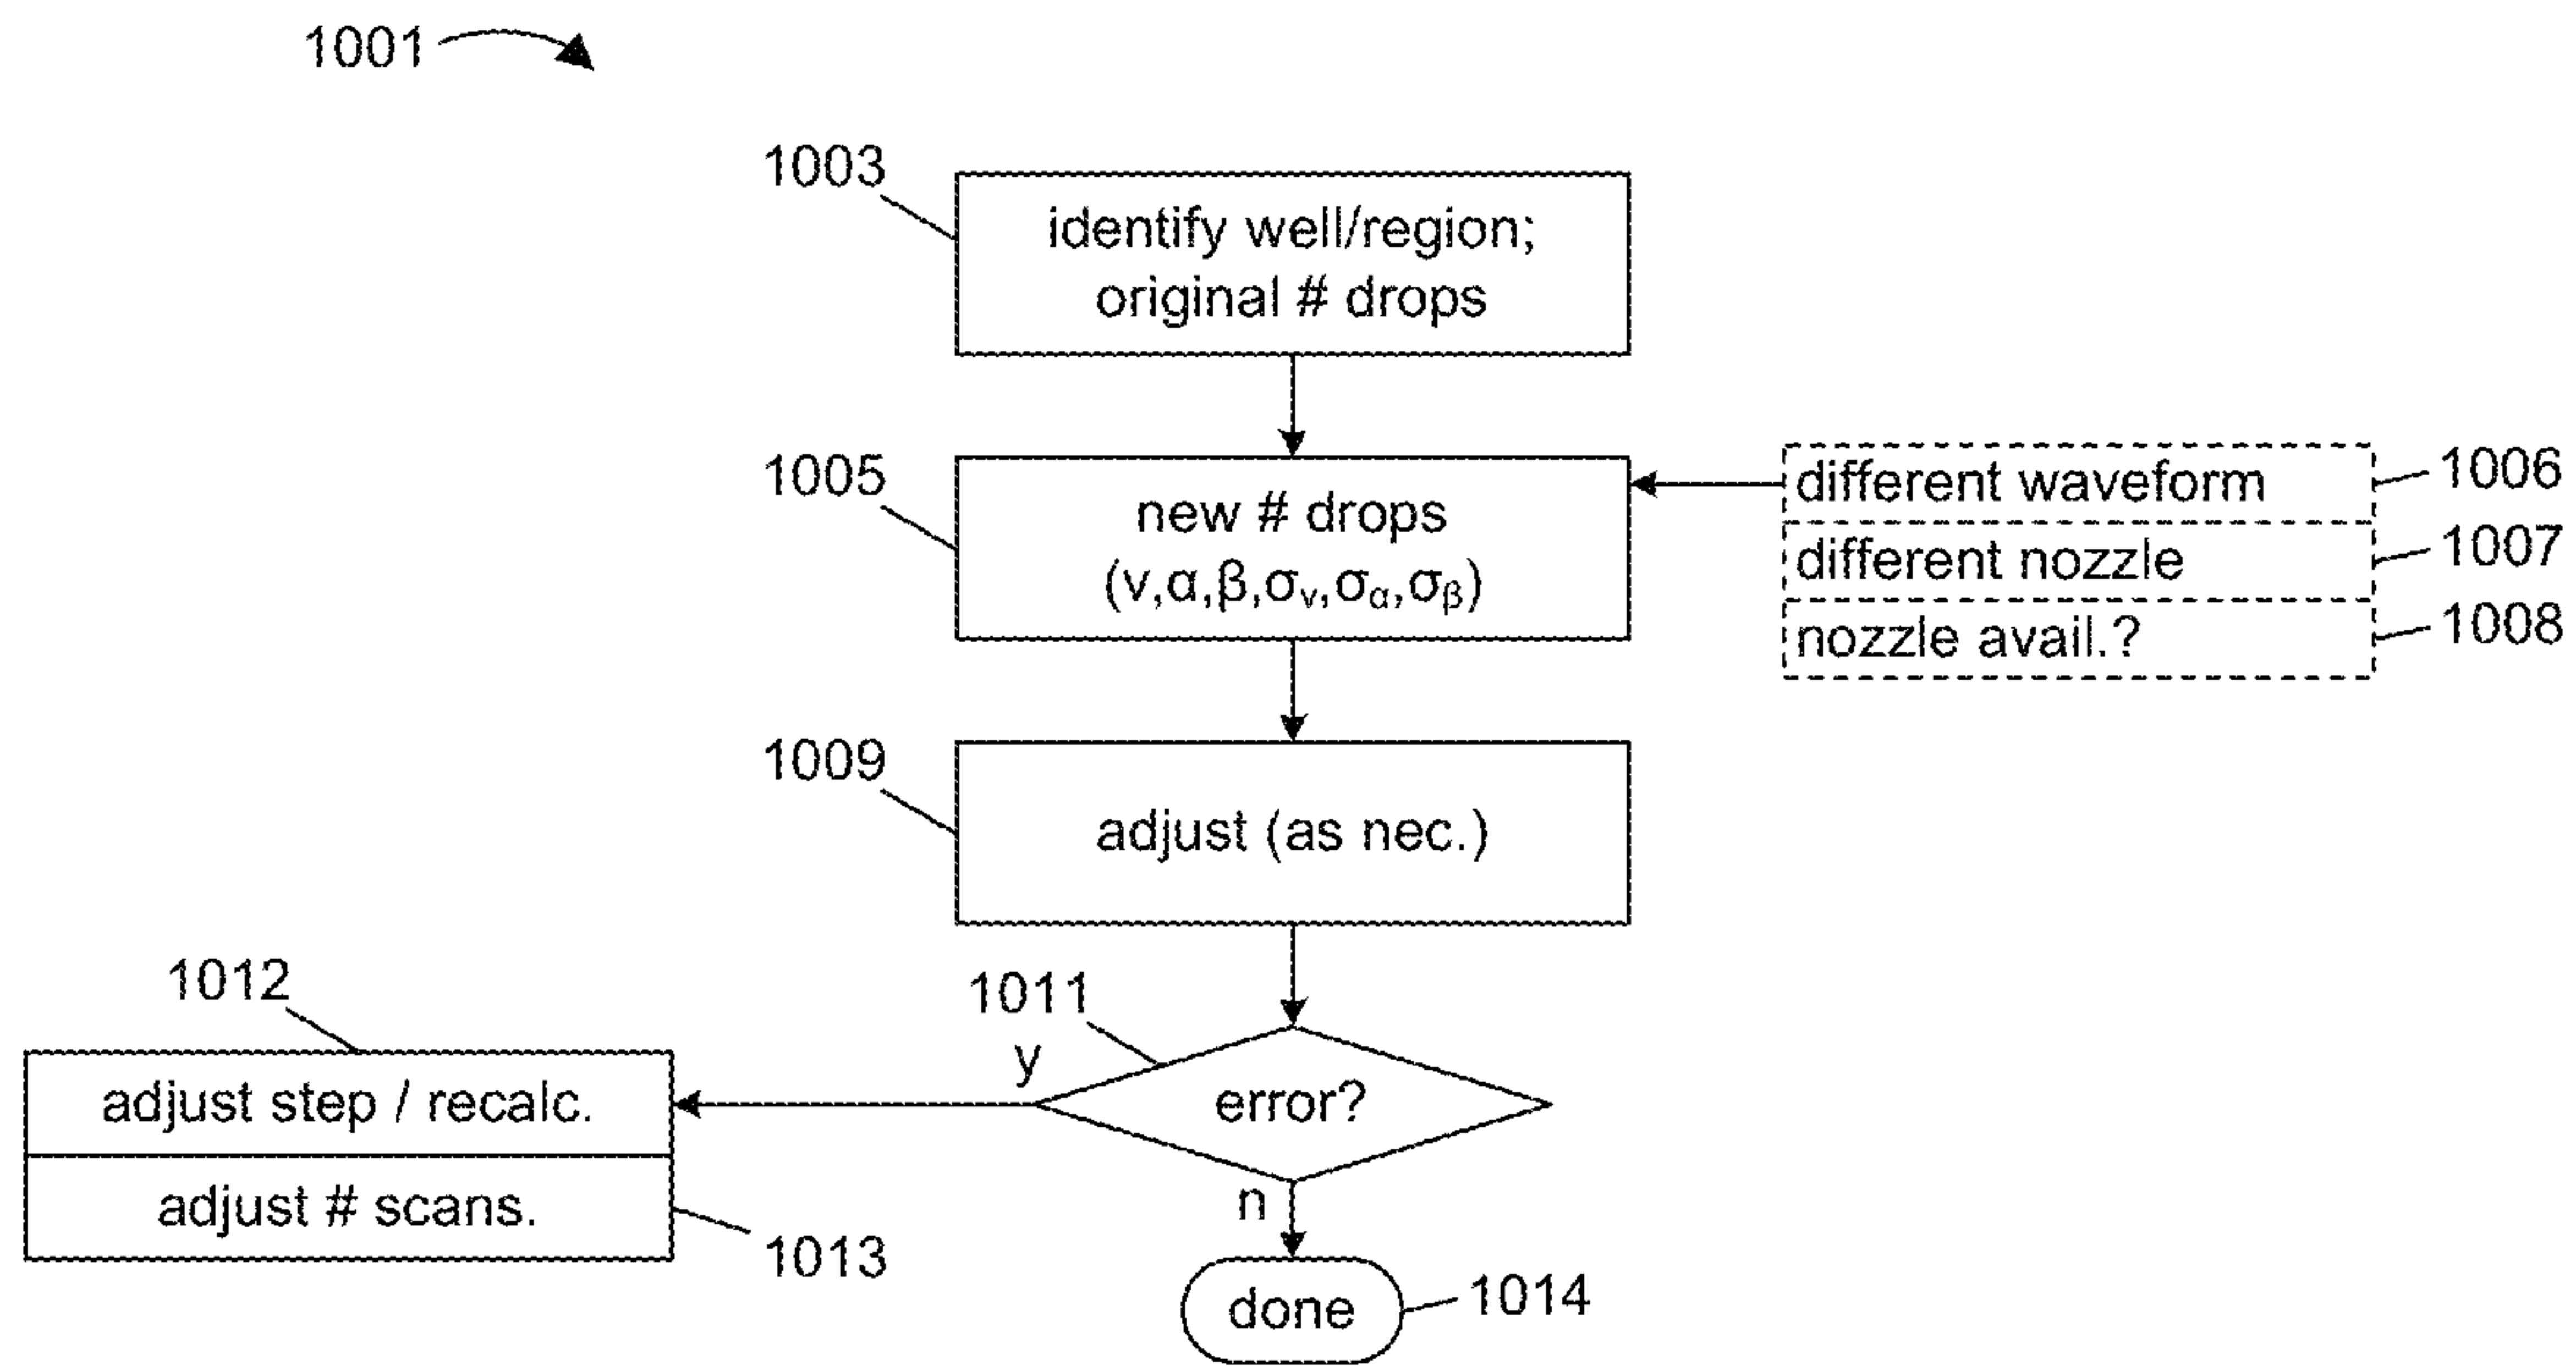 1001
1003
identify well/region;
original # drops
1005
new # drops
(v,α,β,σᵥ,σα,σᵦ)
different waveform
1006
different nozzle
1007
nozzle avail.?
1008
1009
adjust (as nec.)
1011
error?
y
1012
adjust step / recalc.
adjust # scans.
1013
n
done
1014